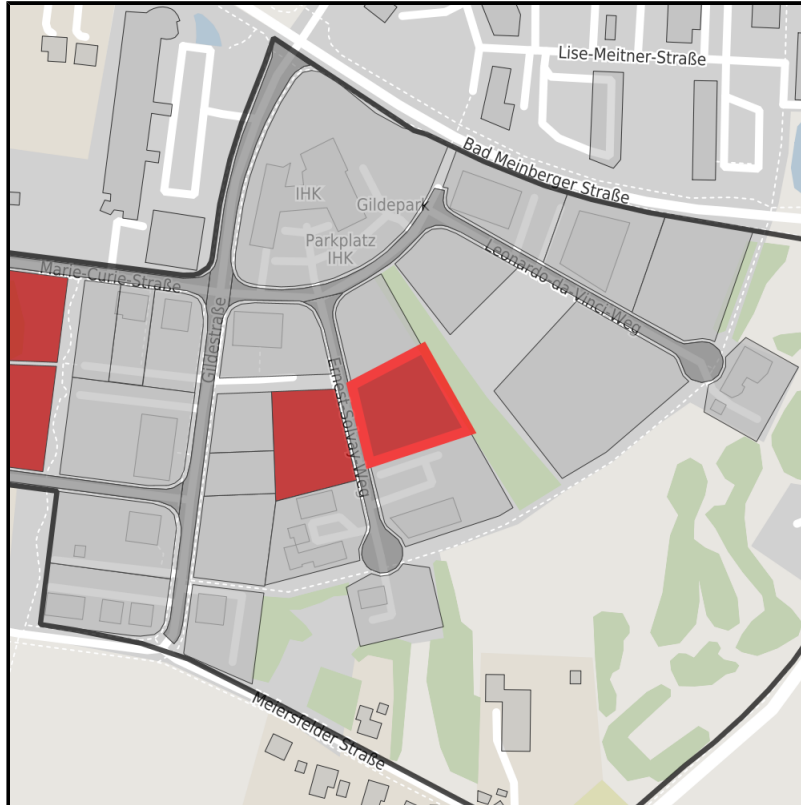 Lise-Meitner-Straße
Bad Meinberger Straße
IHK
Gildepark
Parkplatz
IHK
Leonardo-da-Vinci-Weg
Marie-Curie-Straße
Gildestraße
Ernest-Solvay-Weg
Meiersfelder Straße